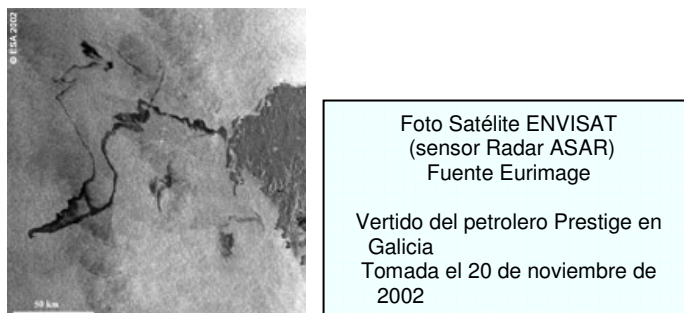 © ESA 2002
50 km
Foto Satélite ENVISAT
(sensor Radar ASAR)
Fuente Eurimage
Vertido del petrolero Prestige en
Galicia
Tomada el 20 de noviembre de
2002